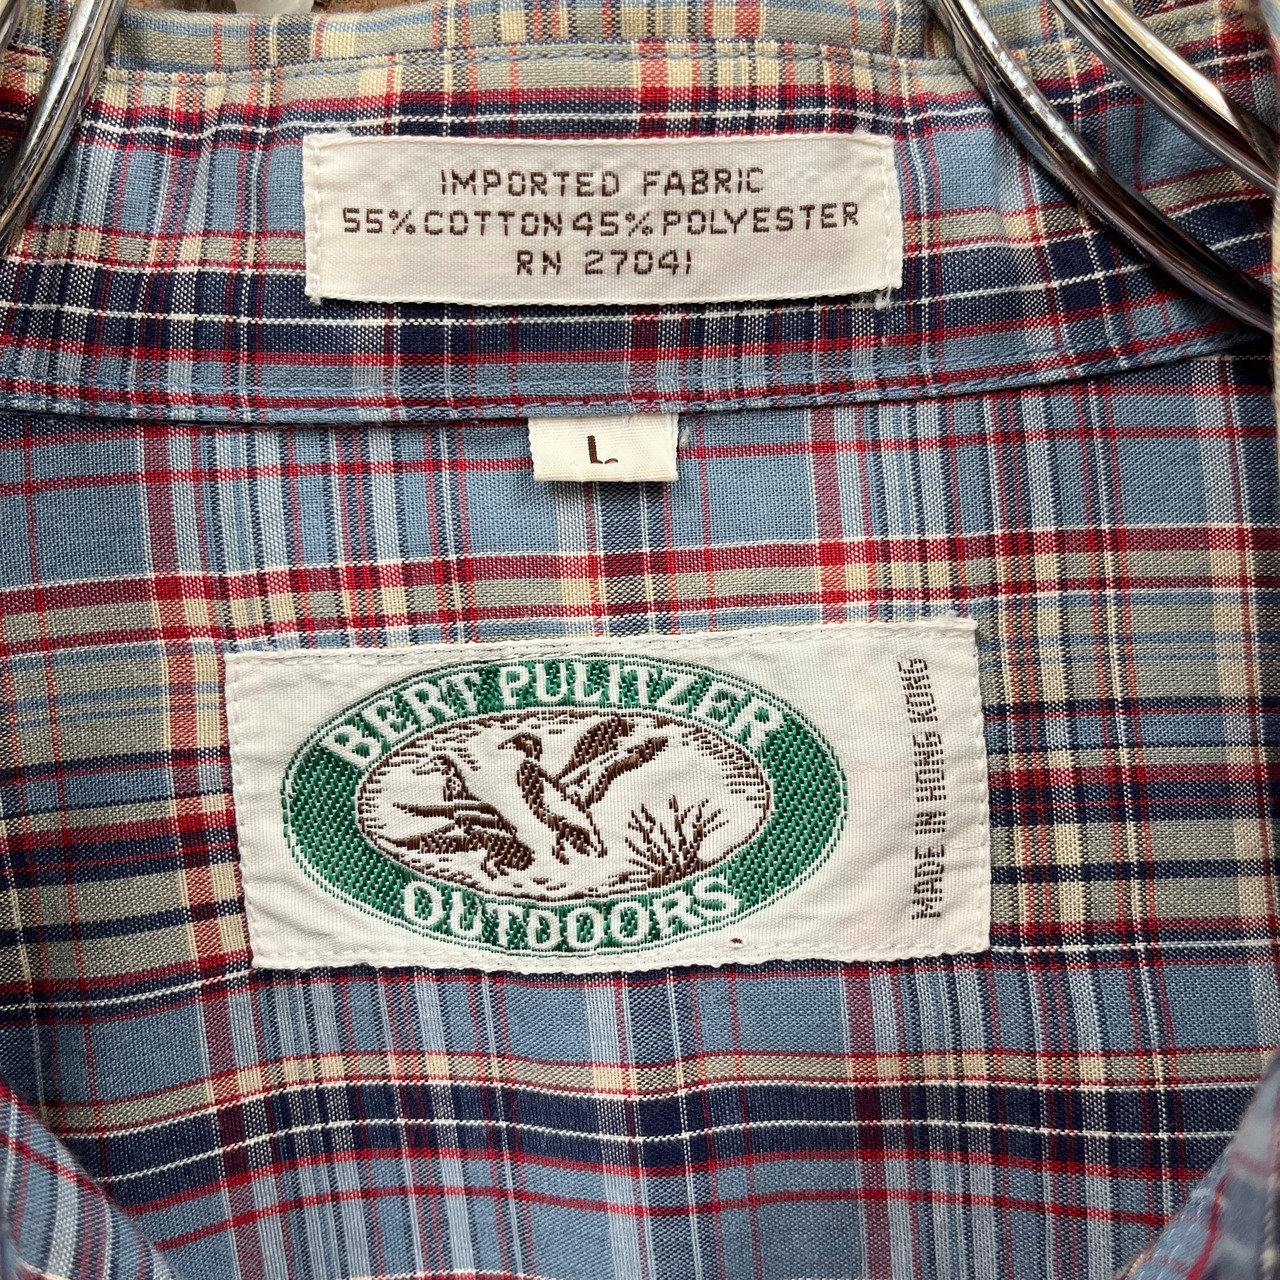 IMPORTED FABRIC
55% COTTON 45% POLYESTER
RN 27041
L
BERT PULITZER
OUTDOORS
MADE IN HONG KONG